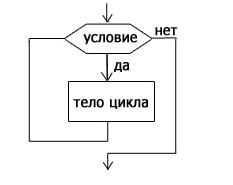 условие
нет
да
тело цикла